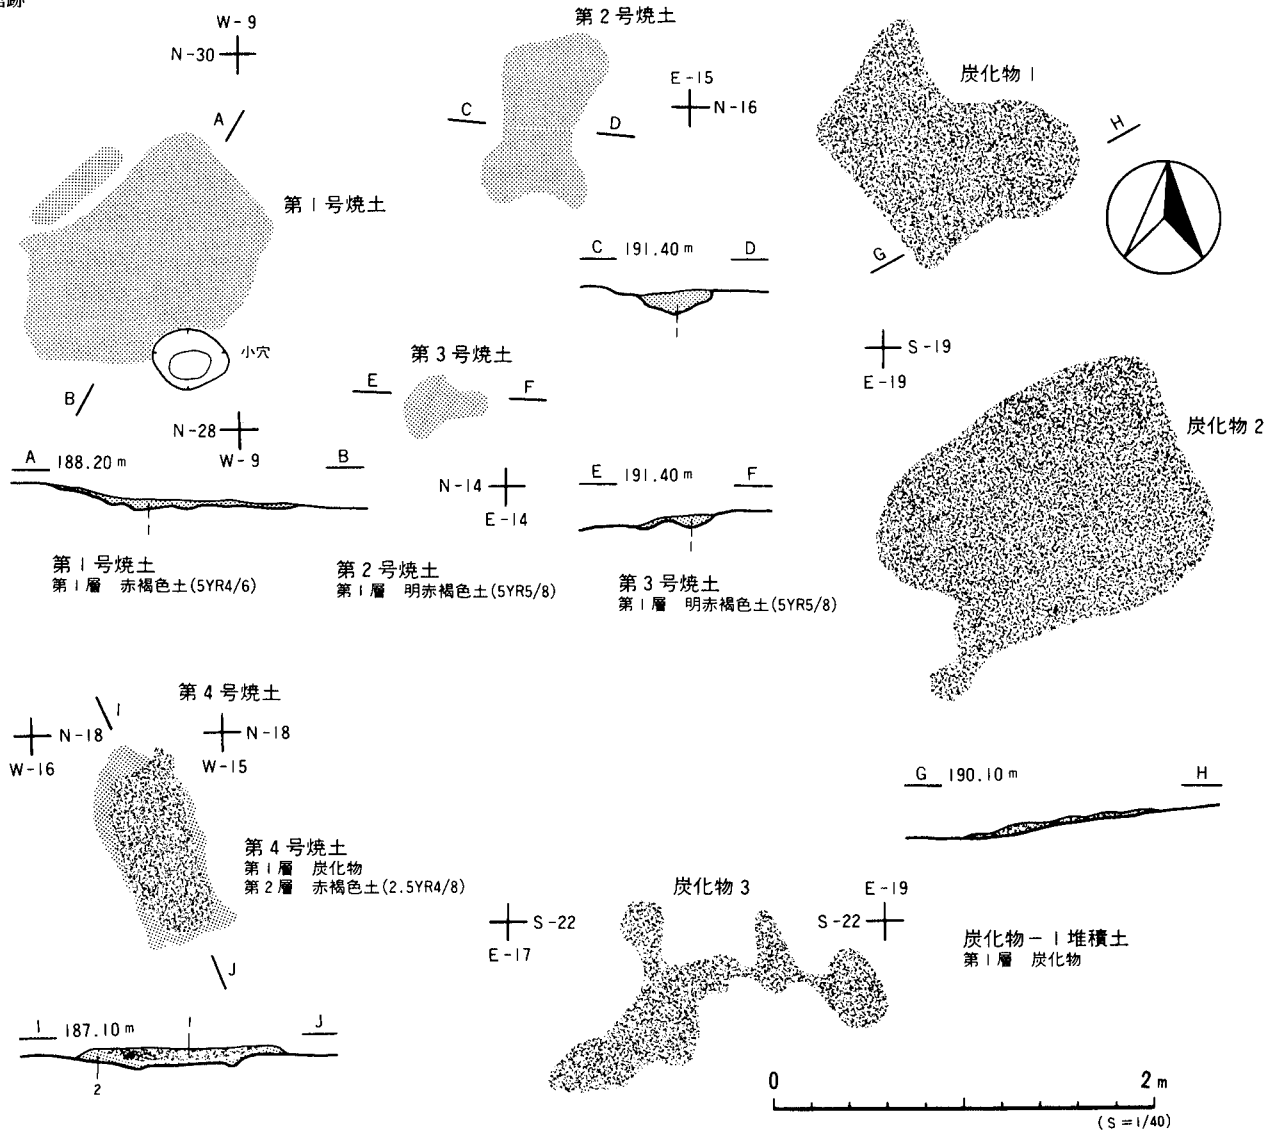 W-9
N-30
A
第1号焼土
小穴
B
N-28
W-9
A 188.20m B
第1号焼土
第1層 赤褐色土(5YR4/6)
第2号焼土
C
D
E-15
N-16
C 191.40m D
1
第3号焼土
E
F
N-14
E-14
E 191.40m F
1
1
第2号焼土
第1層 明赤褐色土(5YR5/8)
第3号焼土
第1層 明赤褐色土(5YR5/8)
炭化物1
H
G
S-19
E-19
炭化物2
G 190.10m H
第4号焼土
I
N-18
W-16
N-18
W-15
第4号焼土
第1層 炭化物
第2層 赤褐色土(2.5YR4/8)
J
I 187.10m J
1
2
炭化物3
S-22
E-17
E-19
S-22
炭化物-1堆積土
第1層 炭化物
0 2m
(S=1/40)